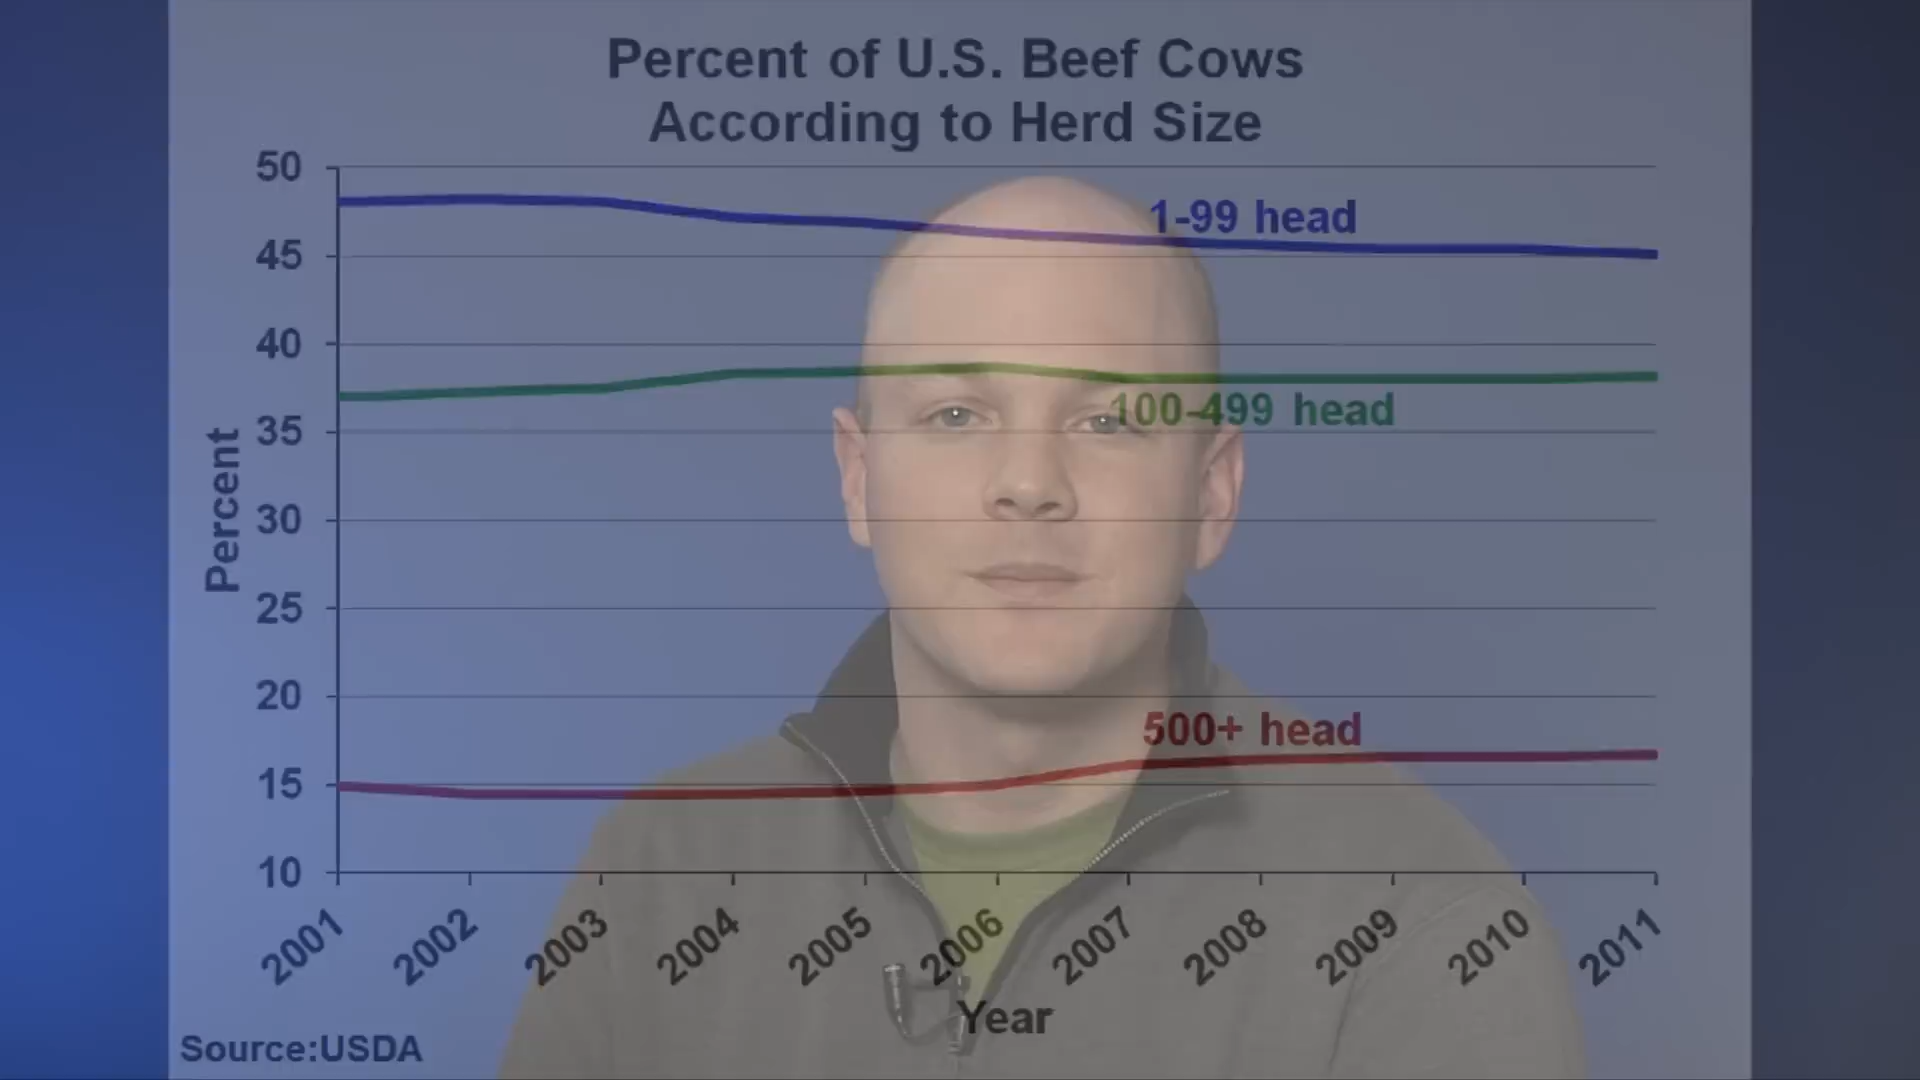 Percent of U.S. Beef Cows
According to Herd Size
50
45
40
35
30
25
20
15
10
Percent
1-99 head
100-499 head
500+ head
2001
2002
2003
2004
2005
2006
2007
2008
2009
2010
2011
Year
Source:USDA